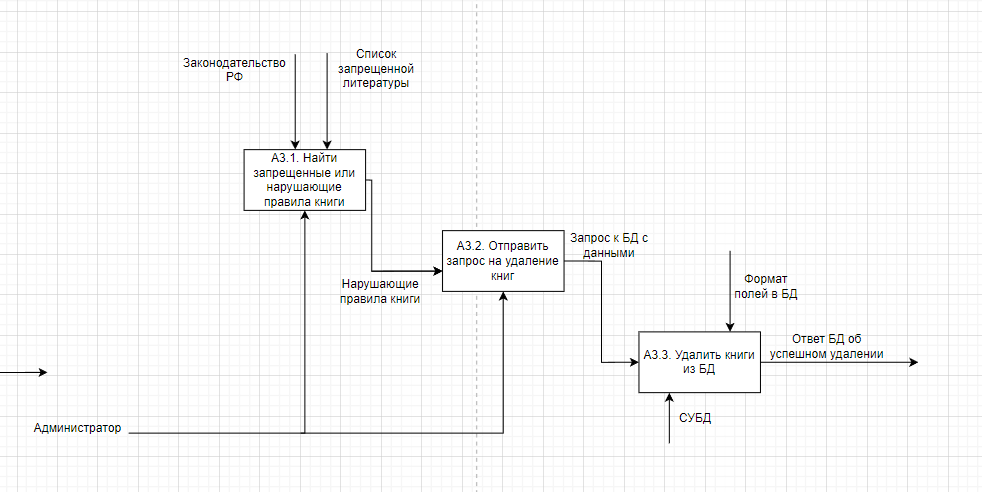 Законодательство
РФ
Список
запрещенной
литературы
А3.1. Найти
запрещенные или
нарушающие
правила книги
Нарушающие
правила книги
А3.2. Отправить
запрос на удаление
книг
Запрос к БД с
данными
Формат
полей в БД
А3.3. Удалить книги
из БД
Ответ БД об
успешном удалении
СУБД
Администратор